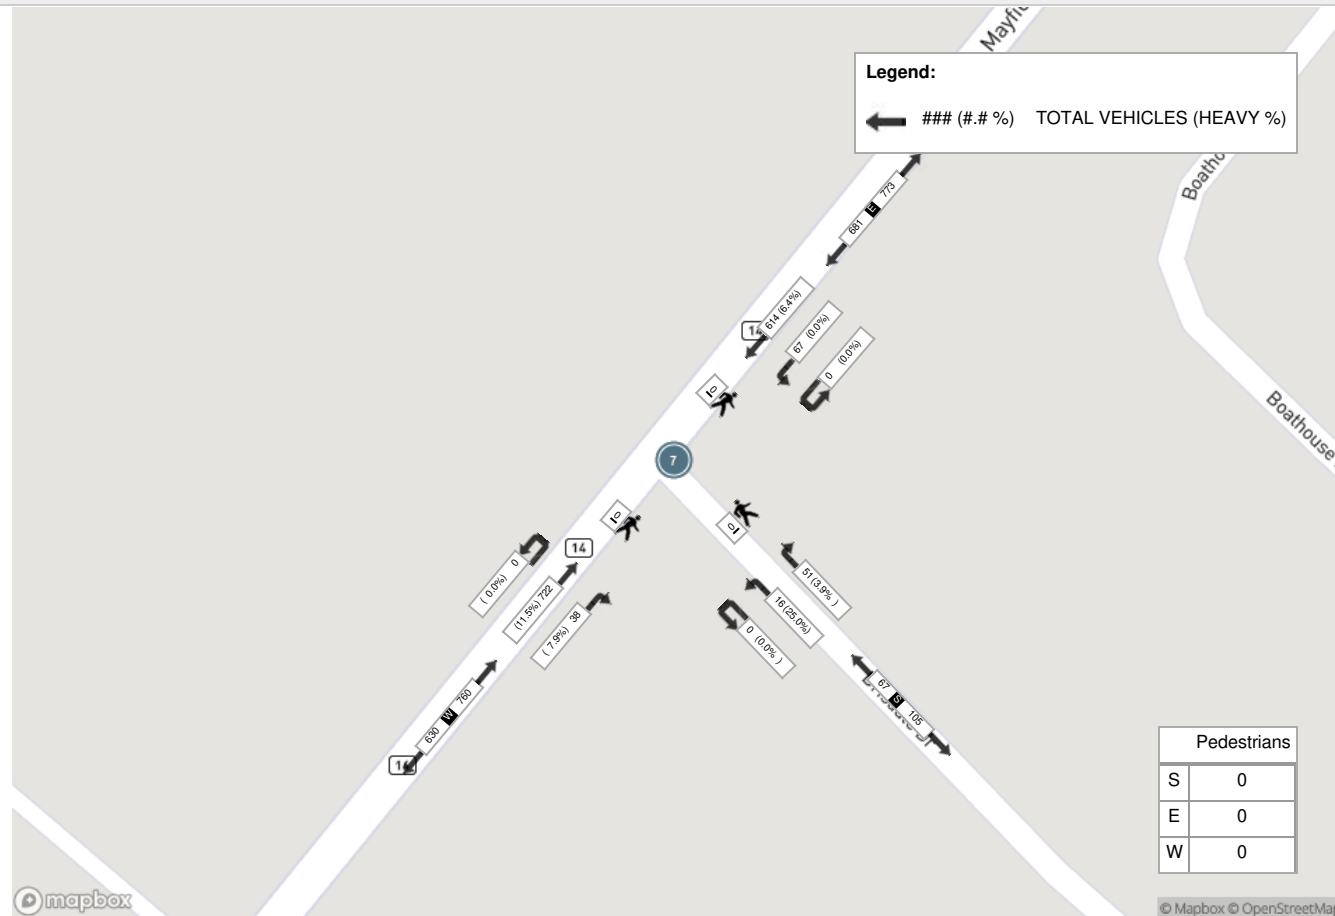 Mayfi
Legend:
### (#.# %) TOTAL VEHICLES (HEAVY %)
Boatho
773
E
681
614 (6.4%)
67 (0.0%)
0 (0.0%)
14
0
7
0
0
14
( 0.0%) 0
(11.5%) 722
( 7.9%) 38
51 (3.9% )
16 (25.0%)
0 (0.0% )
Boathouse
760
W
630
14
67
S
105
Pedestrians
S 0
E 0
W 0
mapbox
© Mapbox © OpenStreetMap